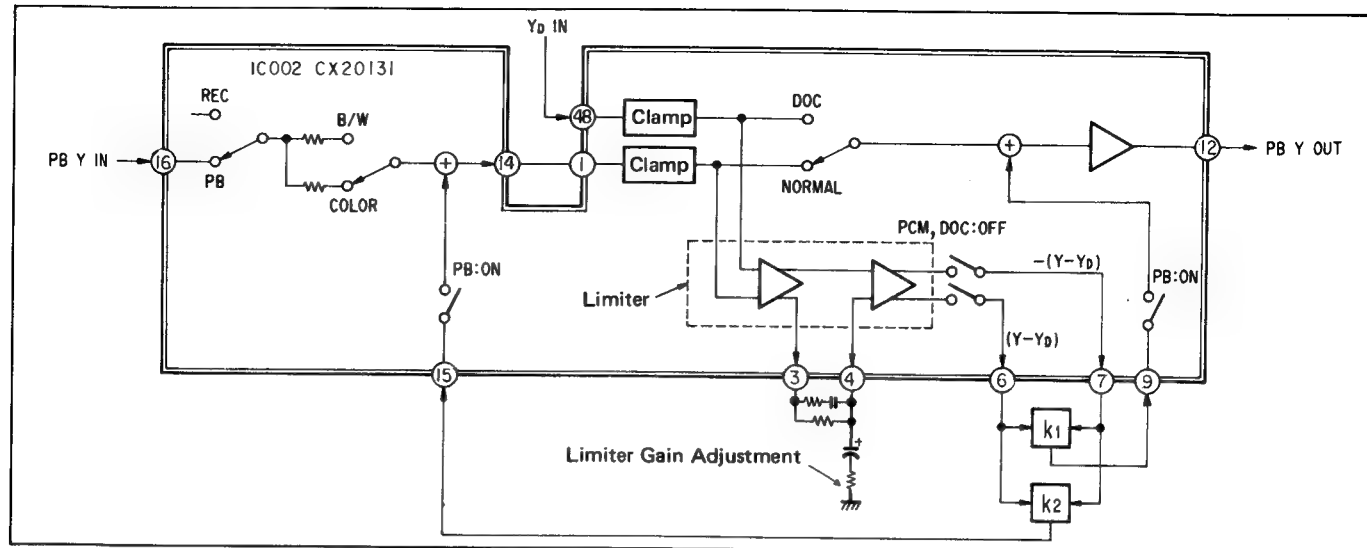 YD IN
IC002 CX20131
REC
B/W
48
Clamp
DOC
PB Y IN
16
PB
COLOR
+
14
1
Clamp
NORMAL
+
12
PB Y OUT
PCM, DOC:OFF
PB:ON
Limiter
-(Y-YD)
(Y-YD)
PB:ON
15
3
4
6
7
9
+
k1
Limiter Gain Adjustment
k2